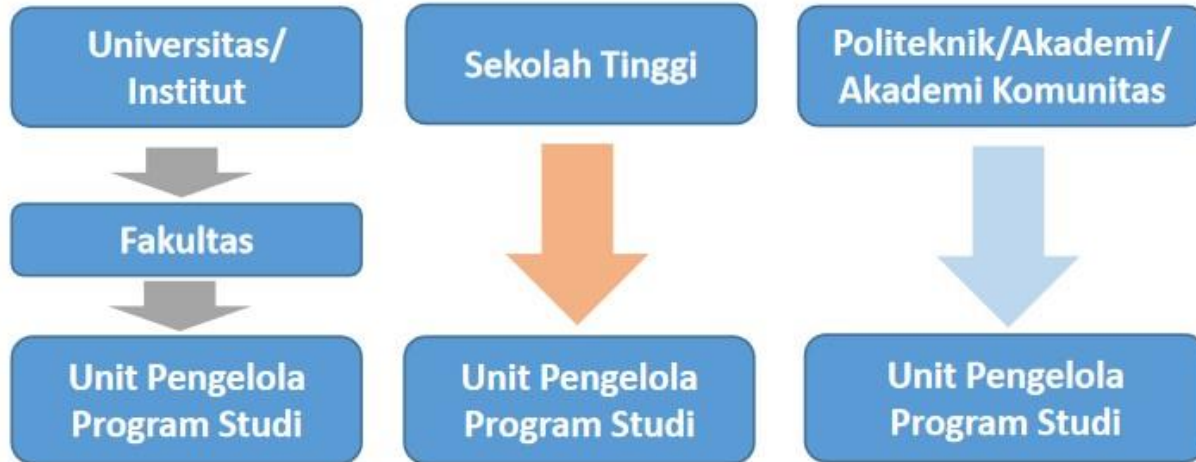 Universitas/
Institut
Sekolah Tinggi
Politeknik/Akademi/
Akademi Komunitas
Fakultas
Unit Pengelola
Program Studi
Unit Pengelola
Program Studi
Unit Pengelola
Program Studi